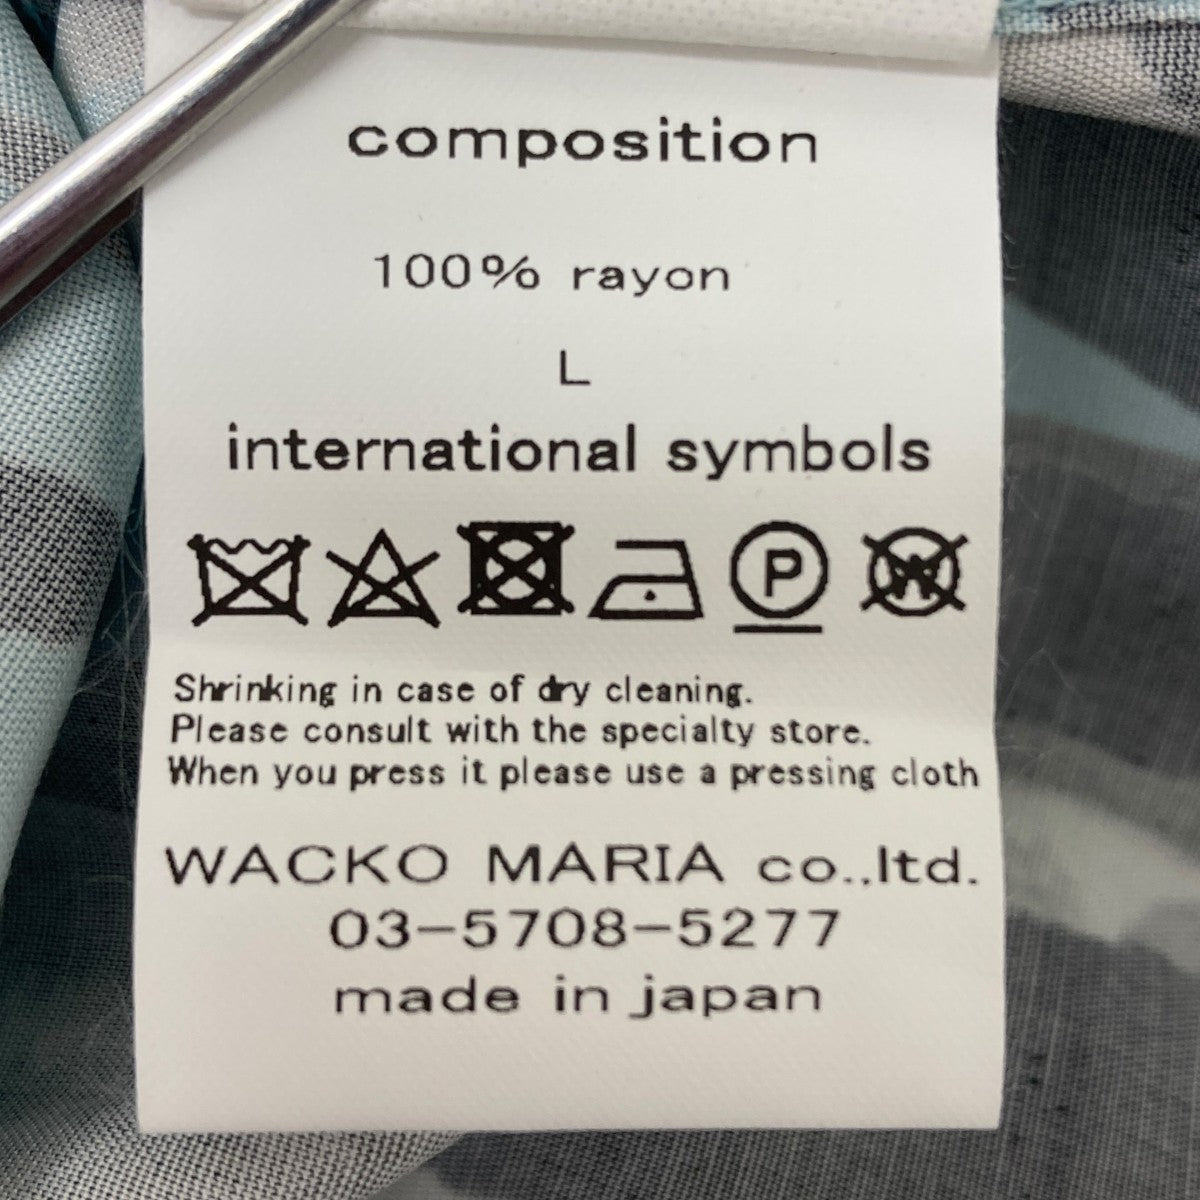 composition
100% rayon
L
international symbols
P W
Shrinking in case of dry cleaning.
Please consult with the specialty store.
When you press it please use a pressing cloth
WACKO MARIA co.,ltd.
03-5708-5277
made in japan